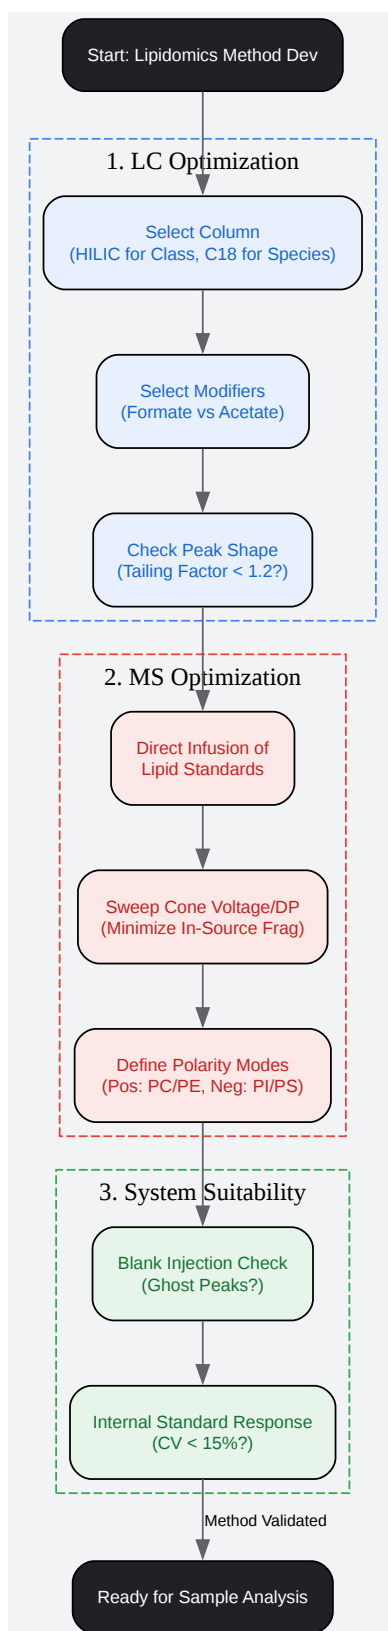 Start: Lipidomics Method Dev
1. LC Optimization
Select Column
(HILIC for Class, C18 for Species)
Select Modifiers
(Formate vs Acetate)
Check Peak Shape
(Tailing Factor < 1.2?)
2. MS Optimization
Direct Infusion of
Lipid Standards
Sweep Cone Voltage/DP
(Minimize In-Source Frag)
Define Polarity Modes
(Pos: PC/PE, Neg: PI/PS)
3. System Suitability
Blank Injection Check
(Ghost Peaks?)
Internal Standard Response
(CV < 15%?)
Method Validated
Ready for Sample Analysis